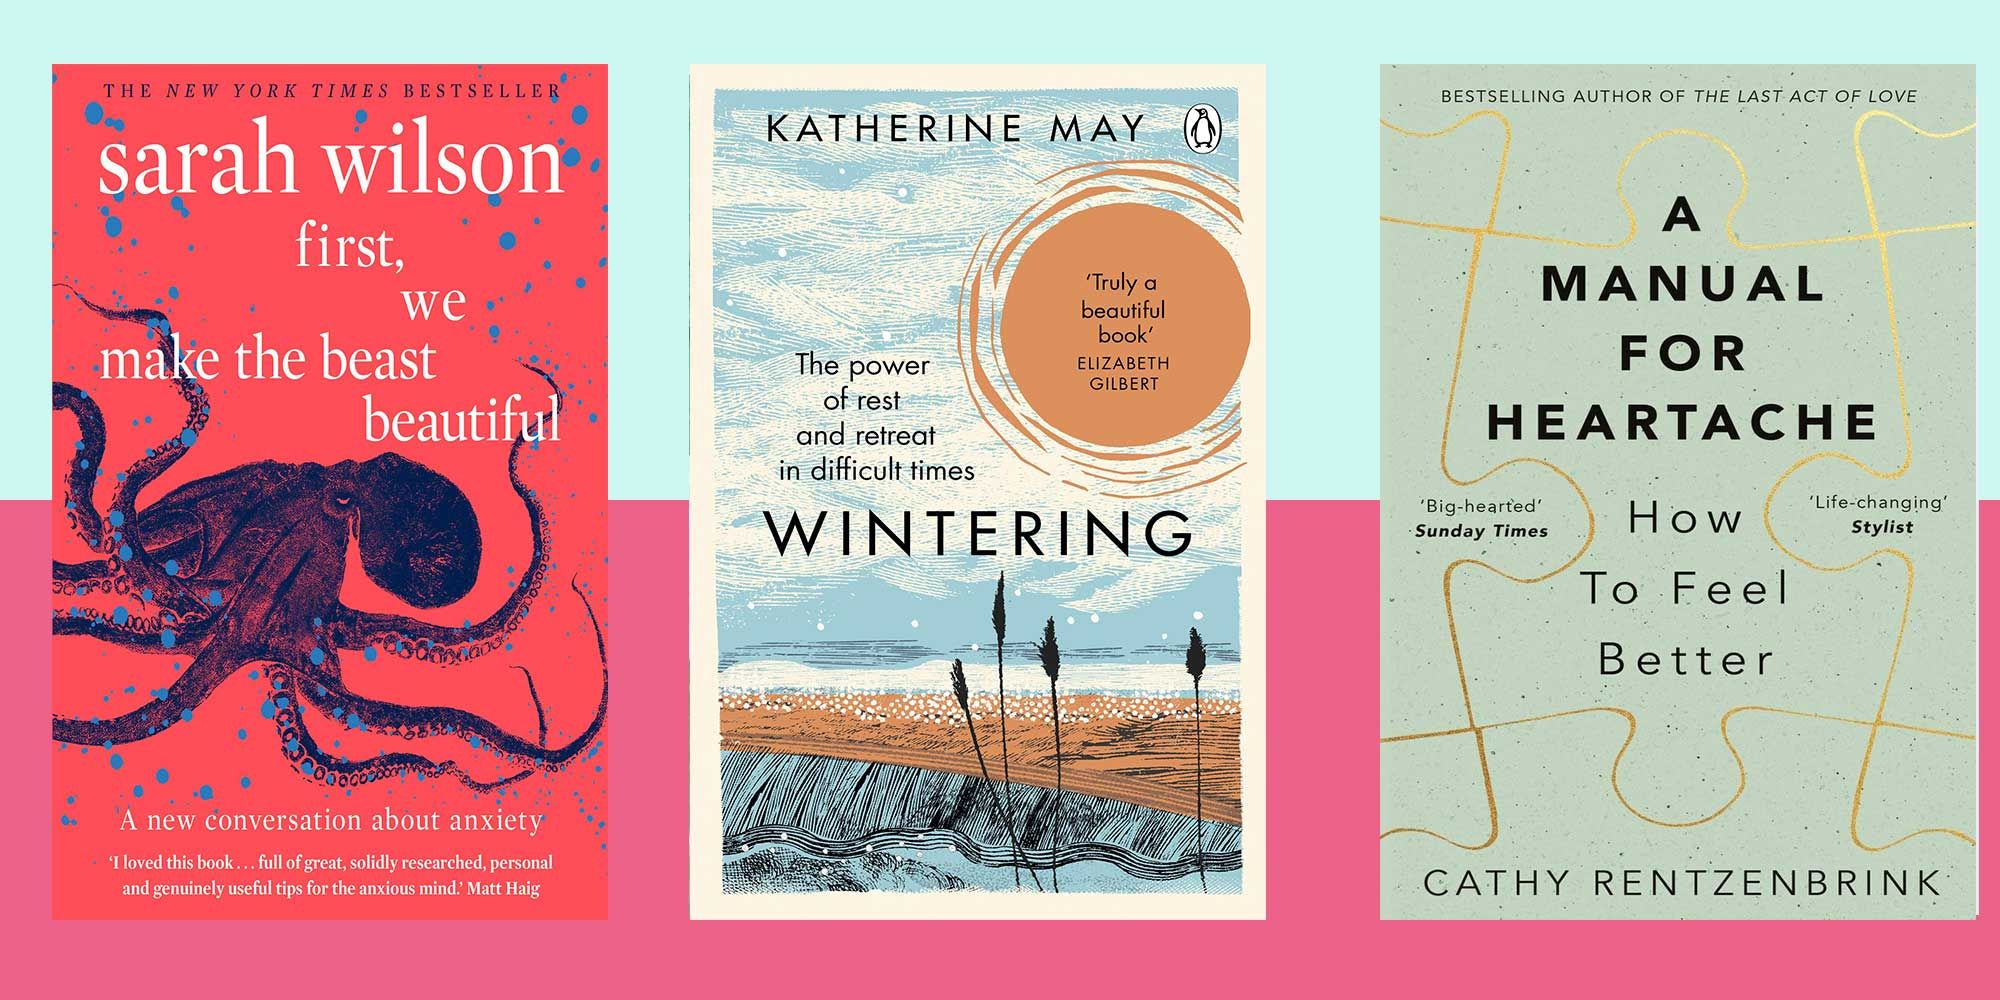 THE NEW YORK TIMES BESTSELLER
sarah wilson
first,
we
make the beast
beautiful
A new conversation about anxiety
‘I loved this book... full of great, solidly researched, personal
and genuinely useful tips for the anxious mind.’ Matt Haig
KATHERINE MAY
‘Truly a
beautiful
book’
ELIZABETH
GILBERT
The power
of rest
and retreat
in difficult times
WINTERING
BESTSELLING AUTHOR OF THE LAST ACT OF LOVE
A
MANUAL
FOR
HEARTACHE
‘Big-hearted’
Sunday Times
How
To Feel
Better
‘Life-changing’
Stylist
CATHY RENTZENBRINK